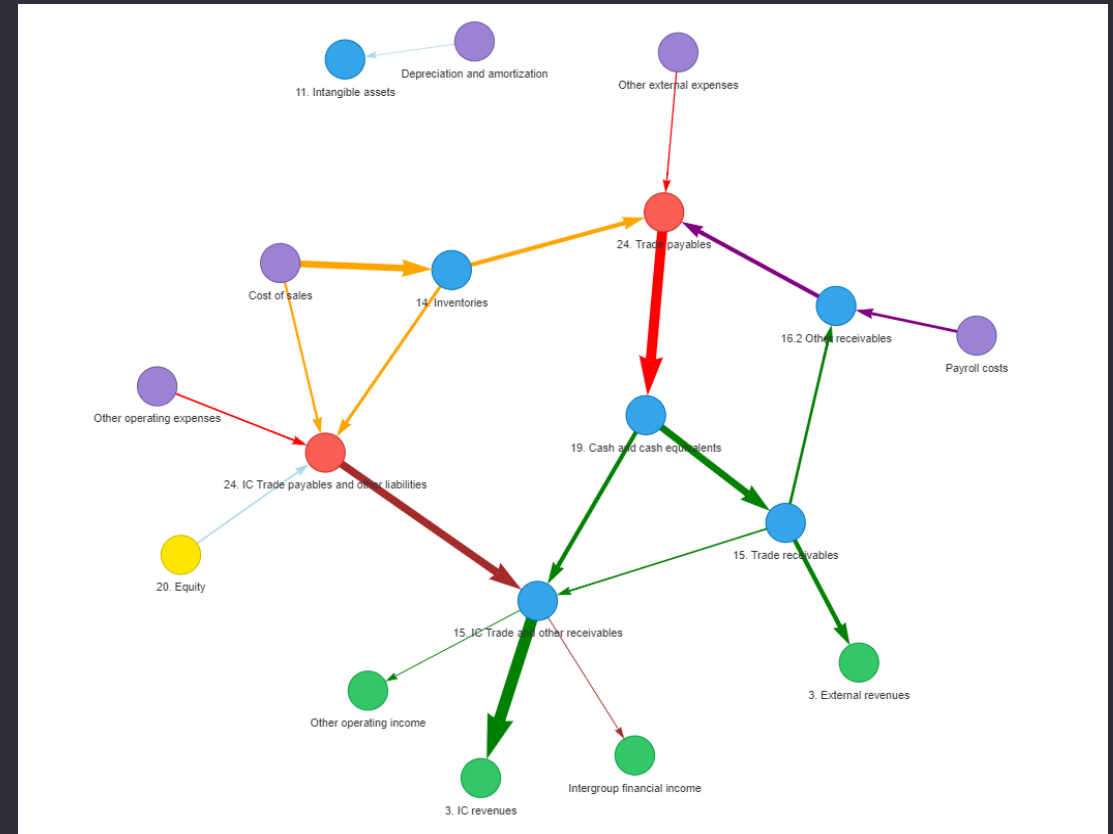 Depreciation and amortization
11. Intangible assets
Other external expenses
24. Trade payables
Cost of sales
14. Inventories
16.2 Other receivables
Payroll costs
Other operating expenses
19. Cash and cash equivalents
24. IC Trade payables and other liabilities
15. Trade receivables
20. Equity
15. IC Trade and other receivables
3. External revenues
Other operating income
Intergroup financial income
3. IC revenues